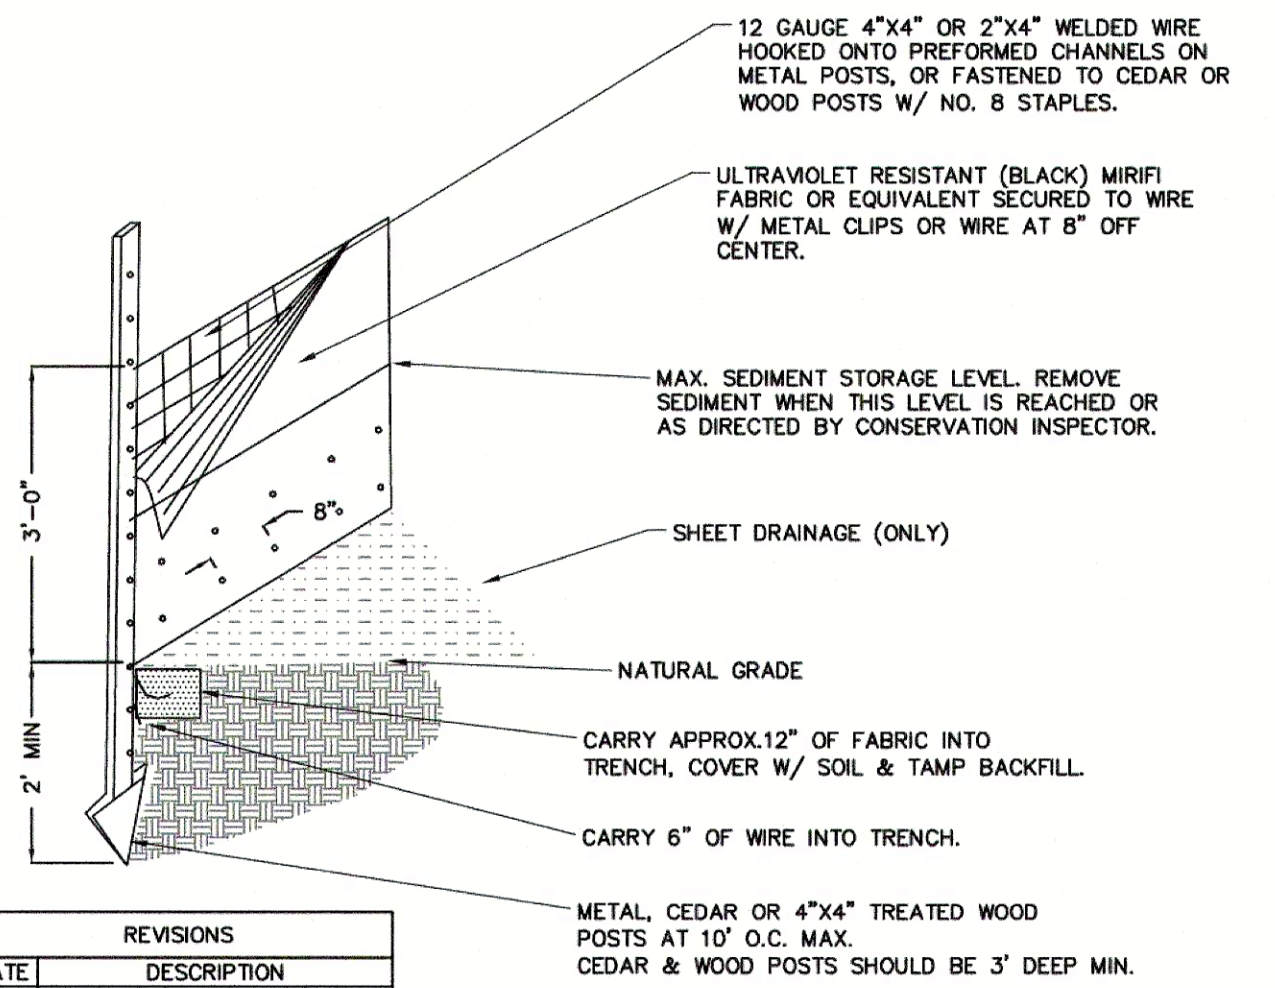 12 GAUGE 4"X4" OR 2"X4" WELDED WIRE
HOOKED ONTO PREFORMED CHANNELS ON
METAL POSTS, OR FASTENED TO CEDAR OR
WOOD POSTS W/ NO. 8 STAPLES.
ULTRAVIOLET RESISTANT (BLACK) MIRIFI
FABRIC OR EQUIVALENT SECURED TO WIRE
W/ METAL CLIPS OR WIRE AT 8" OFF
CENTER.
MAX. SEDIMENT STORAGE LEVEL. REMOVE
SEDIMENT WHEN THIS LEVEL IS REACHED OR
AS DIRECTED BY CONSERVATION INSPECTOR.
3'-0"
8"
SHEET DRAINAGE (ONLY)
NATURAL GRADE
2' MIN
CARRY APPROX.12" OF FABRIC INTO
TRENCH, COVER W/ SOIL & TAMP BACKFILL.
CARRY 6" OF WIRE INTO TRENCH.
METAL, CEDAR OR 4"X4" TREATED WOOD
POSTS AT 10' O.C. MAX.
CEDAR & WOOD POSTS SHOULD BE 3' DEEP MIN.
REVISIONS
ATE DESCRIPTION